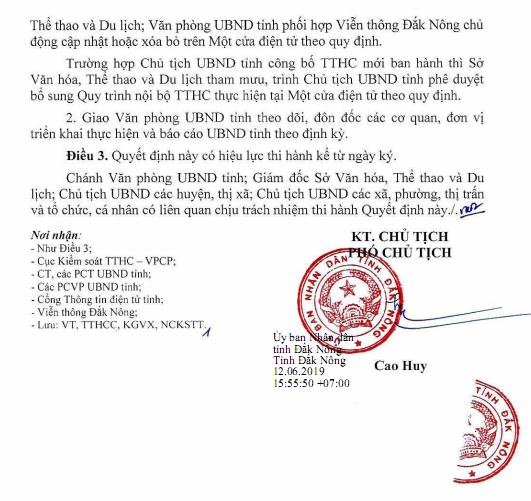 Thể thao và Du lịch; Văn phòng UBND tỉnh phối hợp Viễn thông Đắk Nông chủ
động cập nhật hoặc xóa bỏ trên Một cửa điện tử theo quy định.
Trường hợp Chủ tịch UBND tỉnh công bố TTHC mới ban hành thì Sở
Văn hóa, Thể thao và Du lịch tham mưu, trình Chủ tịch UBND tỉnh phê duyệt
bổ sung Quy trình nội bộ TTHC thực hiện tại Một cửa điện tử theo quy định.
2. Giao Văn phòng UBND tỉnh theo dõi, đôn đốc các cơ quan, đơn vị
triển khai thực hiện và báo cáo UBND tỉnh theo định kỳ.
Điều 3. Quyết định này có hiệu lực thi hành kể từ ngày ký.
Chánh Văn phòng UBND tỉnh; Giám đốc Sở Văn hóa, Thể thao và Du
lịch; Chủ tịch UBND các huyện, thị xã; Chủ tịch UBND các xã, phường, thị trấn
và tổ chức, cá nhân có liên quan chịu trách nhiệm thi hành Quyết định này./.
Nơi nhận:
- Như Điều 3;
- Cục Kiểm soát TTHC – VPCP;
- CT, các PCT UBND tỉnh;
- Các PCVP UBND tỉnh;
- Cổng Thông tin điện tử tỉnh;
- Viễn thông Đắk Nông;
- Lưu: VT, TTHCC, KGVX, NCKSTT.
KT. CHỦ TỊCH
PHÓ CHỦ TỊCH
BAN NHÂN DÂN TỈNH ĐẮK NÔNG
Ủy ban Nhân dân
tỉnh Đắk Nông
Tỉnh Đắk Nông
12.06.2019
15:55:50 +07:00
Cao Huy
TỈNH ĐẮK NÔNG